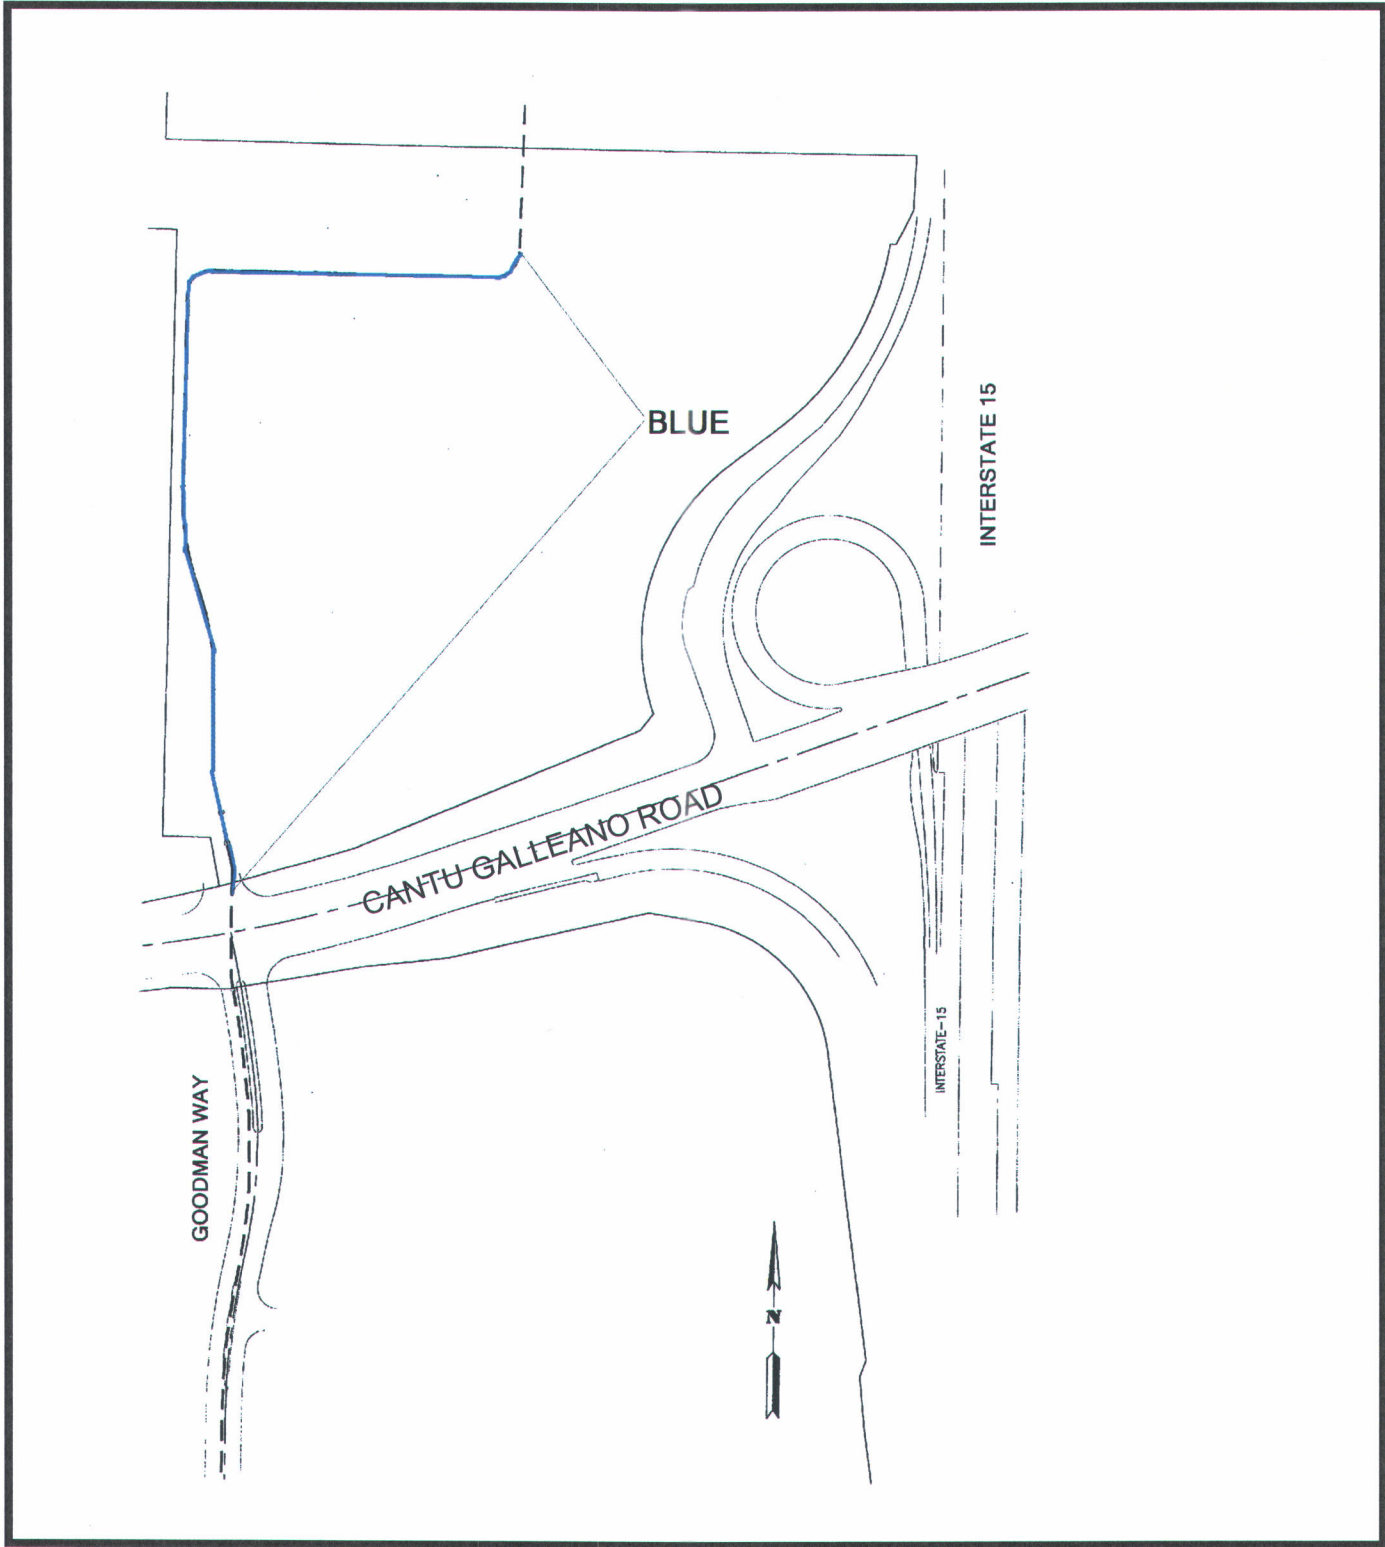 BLUE
INTERSTATE 15
CANTU GALLEANO ROAD
INTERSTATE-15
GOODMAN WAY
N